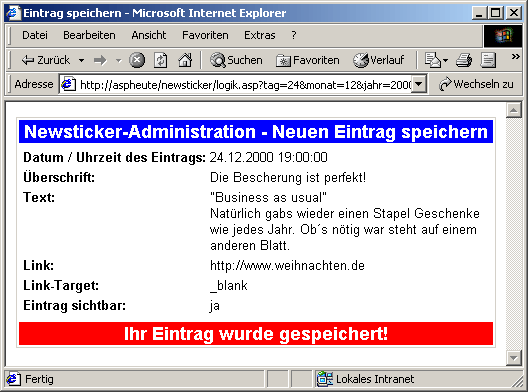 Eintrag speichern - Microsoft Internet Explorer
Datei Bearbeiten Ansicht Favoriten Extras ?
Zurück Suchen Favoriten Verlauf »
Adresse http://aspheute/newsticker/logik.asp?tag=24&monat=12&jahr=2000 Wechseln zu
Newsticker-Administration - Neuen Eintrag speichern
Datum / Uhrzeit des Eintrags: 24.12.2000 19:00:00
Überschrift: Die Bescherung ist perfekt!
Text: "Business as usual"
Natürlich gabs wieder einen Stapel Geschenke
wie jedes Jahr. Ob´s nötig war steht auf einem
anderen Blatt.
Link: http://www.weihnachten.de
Link-Target: _blank
Eintrag sichtbar: ja
Ihr Eintrag wurde gespeichert!
Fertig Lokales Intranet